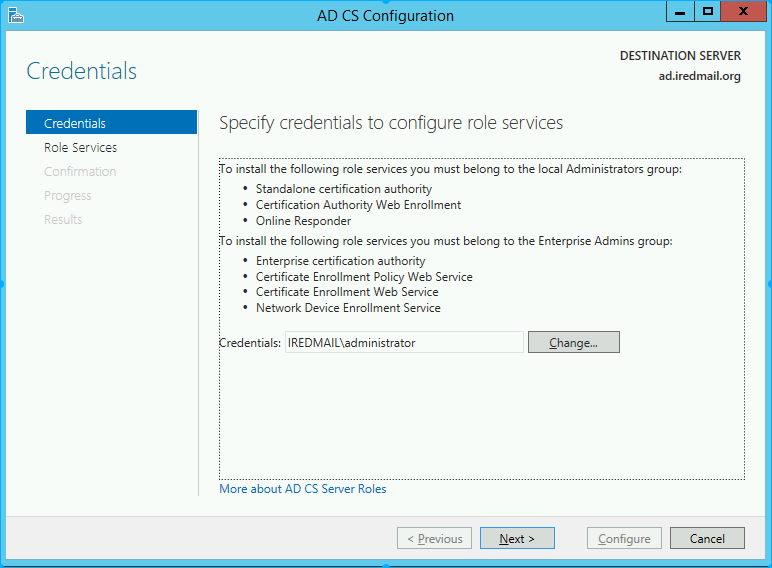 AD CS Configuration
Credentials
DESTINATION SERVER
ad.iredmail.org
Credentials
Role Services
Confirmation
Progress
Results
Specify credentials to configure role services
To install the following role services you must belong to the local Administrators group:
• Standalone certification authority
• Certification Authority Web Enrollment
• Online Responder
To install the following role services you must belong to the Enterprise Admins group:
• Enterprise certification authority
• Certificate Enrollment Policy Web Service
• Certificate Enrollment Web Service
• Network Device Enrollment Service
Credentials: IREDMAIL\administrator Change...
More about AD CS Server Roles
< Previous Next > Configure Cancel